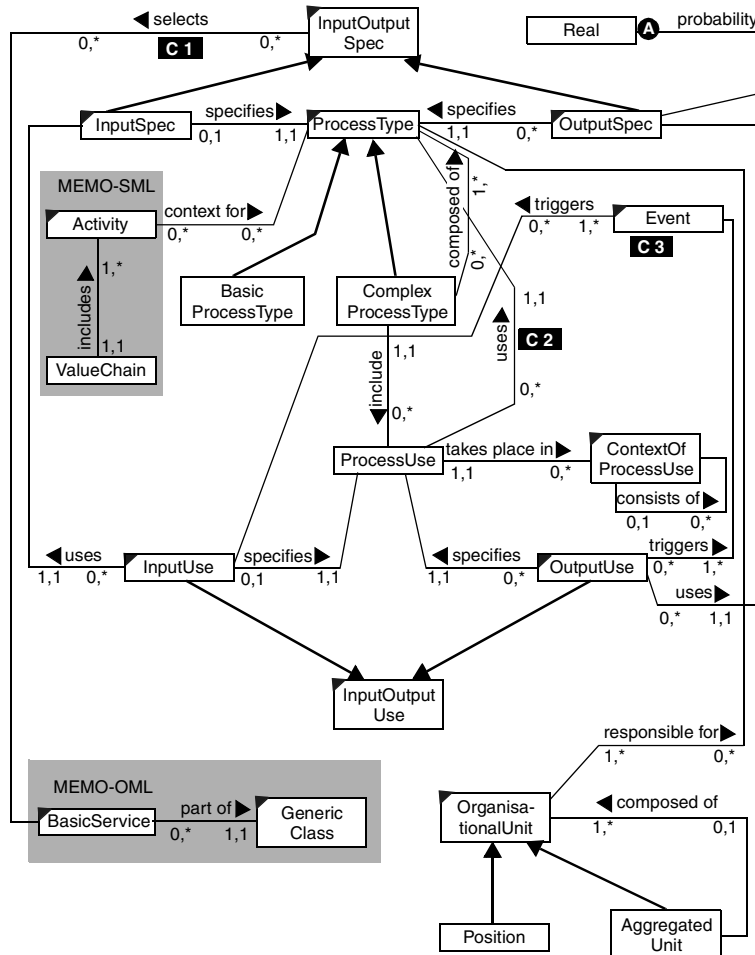 selects
0,*
C 1
0,*
InputOutput
Spec
Real
A
probability
InputSpec
specifies
0,1
1,1
ProcessType
specifies
1,1
0,*
OutputSpec
MEMO-SML
Activity
context for
0,*
0,*
includes
1,*
1,1
ValueChain
composed of
1,*
0,*
triggers
0,*
1,*
Event
C 3
Basic
ProcessType
Complex
ProcessType
1,1
uses
C 2
0,*
1,1
include
0,*
ProcessUse
takes place in
1,1
0,*
ContextOf
ProcessUse
consists of
0,1
0,*
uses
1,1
0,*
InputUse
specifies
0,1
1,1
specifies
1,1
0,*
OutputUse
triggers
0,*
1,*
uses
0,*
1,1
InputOutput
Use
responsible for
1,*
0,*
MEMO-OML
BasicService
part of
0,*
1,1
Generic
Class
Organisa-
tionalUnit
composed of
1,*
0,1
Position
Aggregated
Unit